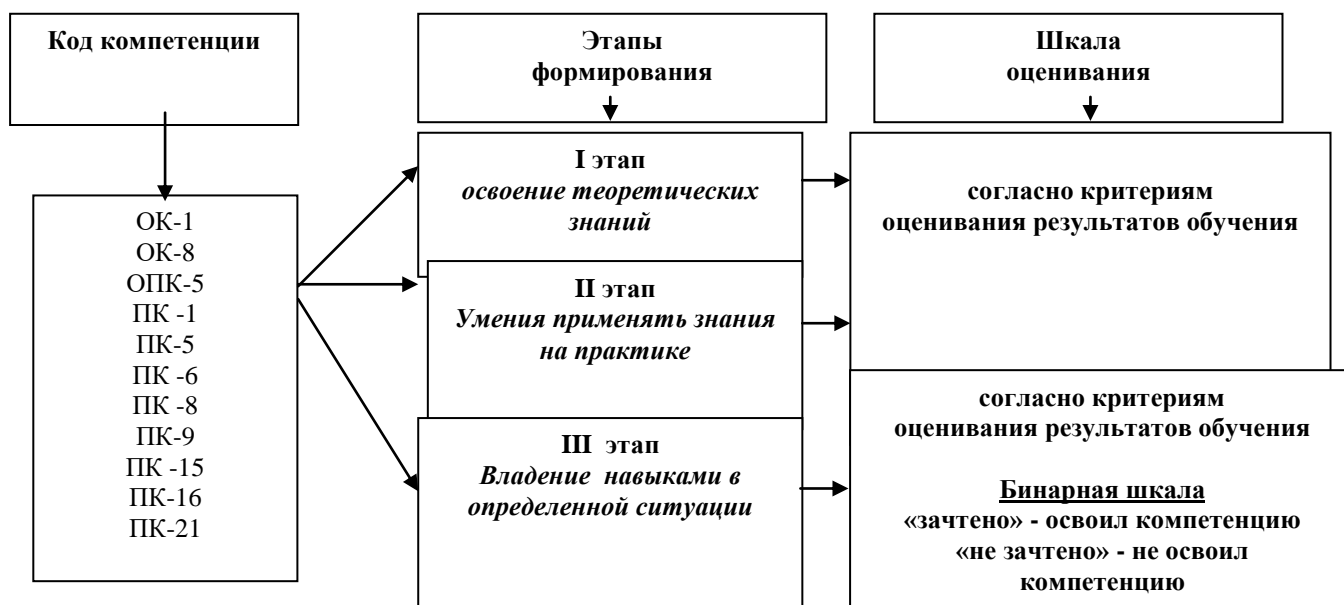 Код компетенции
Этапы
формирования
Шкала
оценивания
ОК-1
ОК-8
ОПК-5
ПК -1
ПК-5
ПК -6
ПК -8
ПК-9
ПК -15
ПК-16
ПК-21
I этап
освоение теоретических
знаний
II этап
Умения применять знания
на практике
III этап
Владение навыками в
определенной ситуации
согласно критериям
оценивания результатов обучения
согласно критериям
оценивания результатов обучения
Бинарная шкала
«зачтено» - освоил компетенцию
«не зачтено» - не освоил
компетенцию